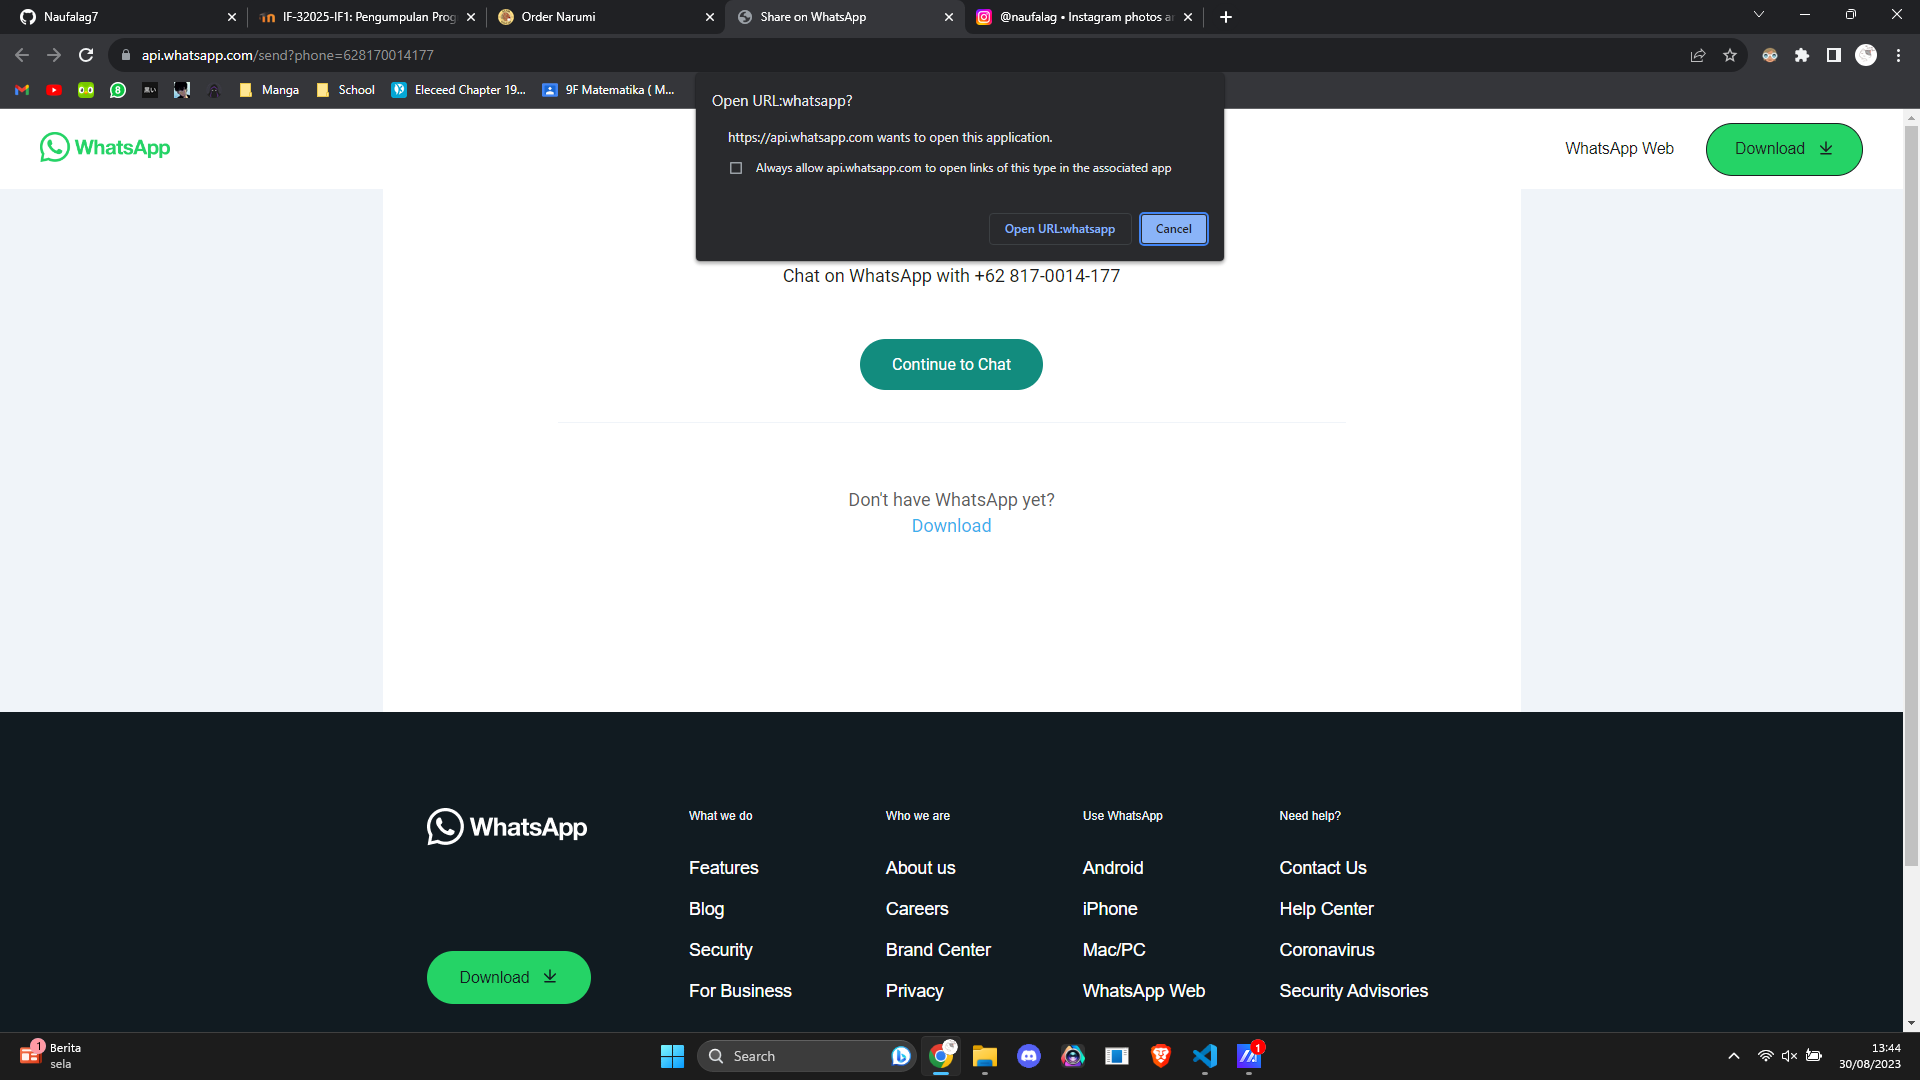 Naufalag7
IF-32025-IF1: Pengumpulan Prog
Order Narumi
Share on WhatsApp
@naufalag • Instagram photos a
api.whatsapp.com/send?phone=628170014177
Manga
School
Eleceed Chapter 19...
9F Matematika ( M...
Open URL:whatsapp?
https://api.whatsapp.com wants to open this application.
Always allow api.whatsapp.com to open links of this type in the associated app
Open URL:whatsapp
Cancel
WhatsApp
WhatsApp Web
Download
Chat on WhatsApp with +62 817-0014-177
Continue to Chat
Don't have WhatsApp yet?
Download
WhatsApp
Download
What we do
Features
Blog
Security
For Business
Who we are
About us
Careers
Brand Center
Privacy
Use WhatsApp
Android
iPhone
Mac/PC
WhatsApp Web
Need help?
Contact Us
Help Center
Coronavirus
Security Advisories
1
Berita
sela
Search
1
13:44
30/08/2023